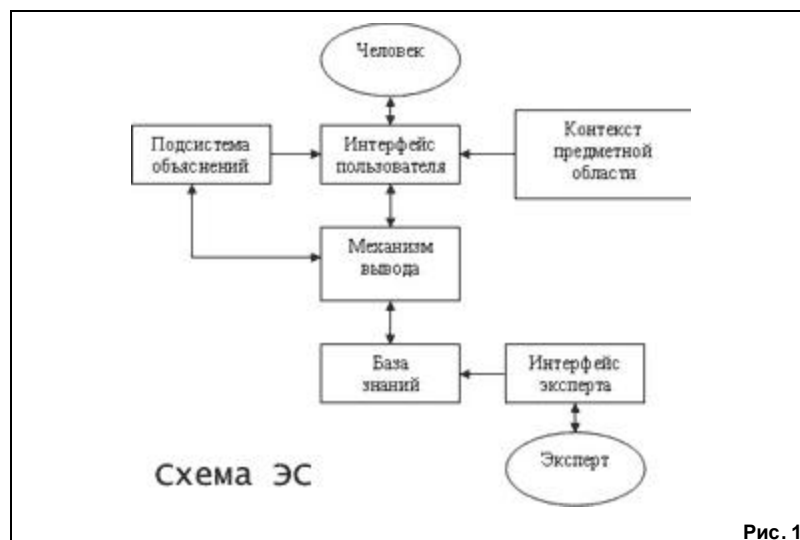 Человек
Подсистема
объяснений
Интерфейс
пользователя
Контекст
предметной
области
Механизм
вывода
База
знаний
Интерфейс
эксперта
Эксперт
Схема ЭС
Рис. 1